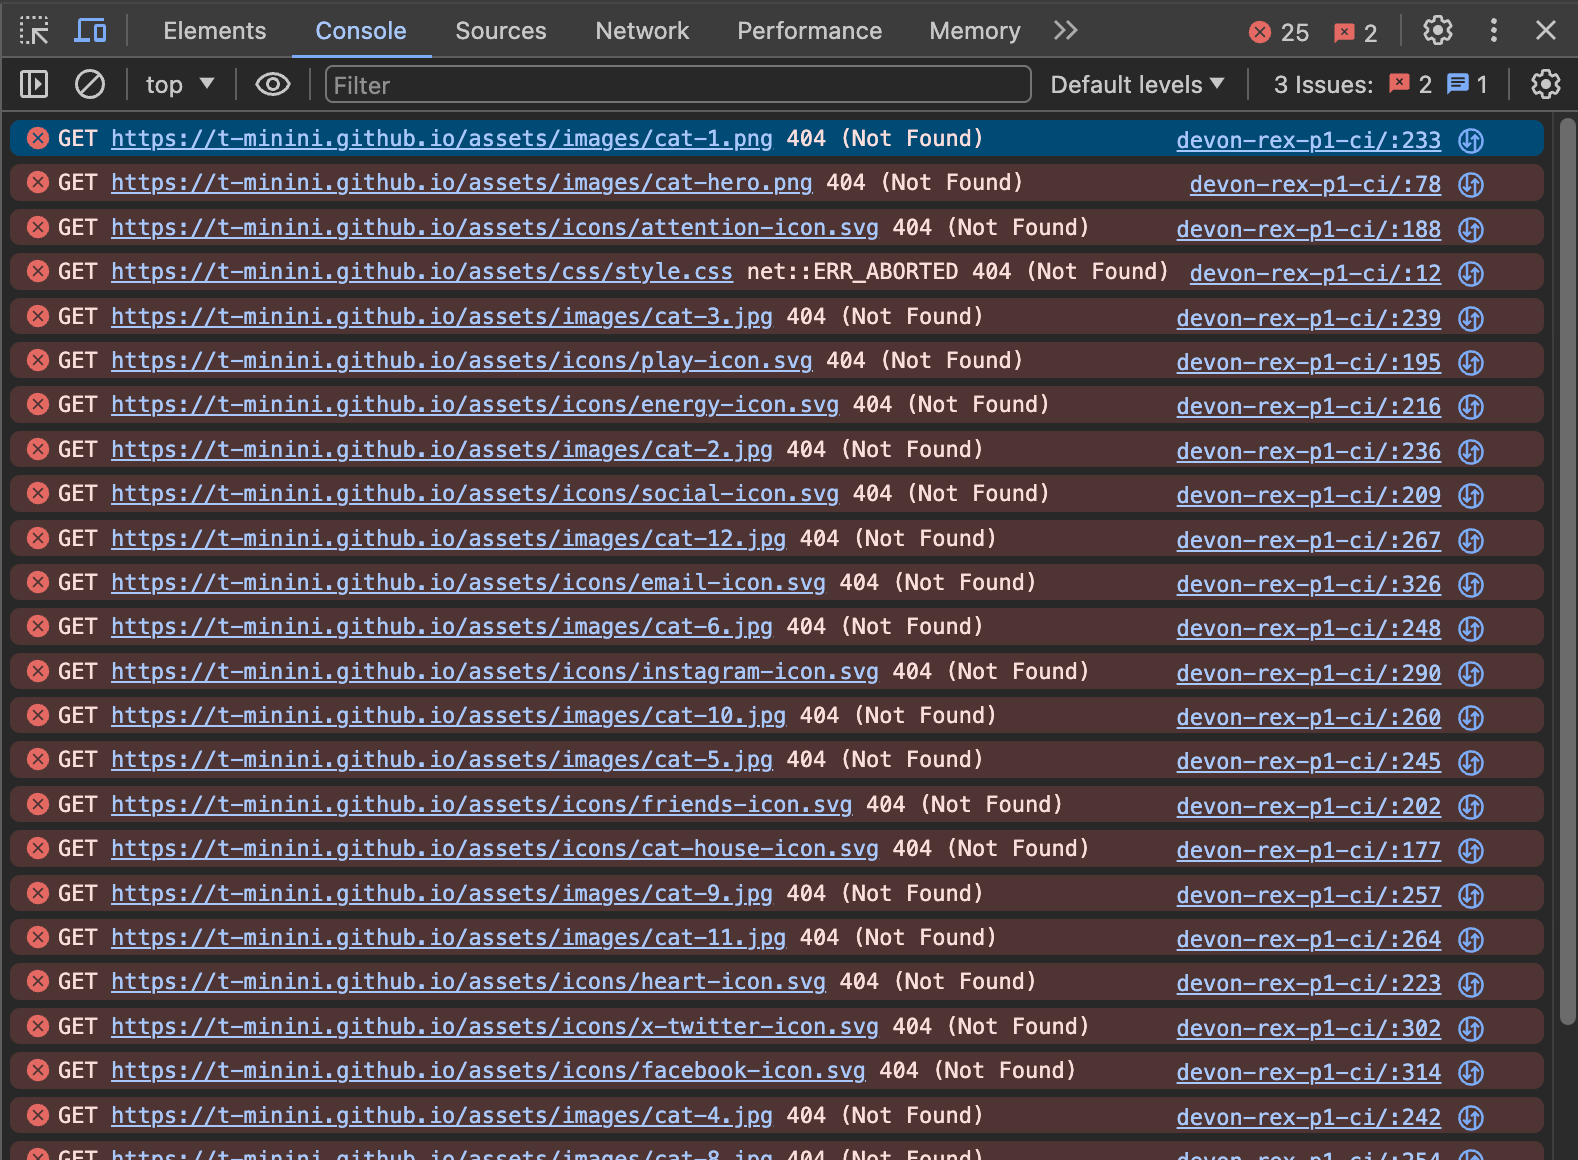 Elements Console Sources Network Performance Memory 25 2
top Filter Default levels 3 Issues: 2 1
GET https://t-minini.github.io/assets/images/cat-1.png 404 (Not Found) devon-rex-p1-ci/:233
GET https://t-minini.github.io/assets/images/cat-hero.png 404 (Not Found) devon-rex-p1-ci/:78
GET https://t-minini.github.io/assets/icons/attention-icon.svg 404 (Not Found) devon-rex-p1-ci/:188
GET https://t-minini.github.io/assets/css/style.css net::ERR_ABORTED 404 (Not Found) devon-rex-p1-ci/:12
GET https://t-minini.github.io/assets/images/cat-3.jpg 404 (Not Found) devon-rex-p1-ci/:239
GET https://t-minini.github.io/assets/icons/play-icon.svg 404 (Not Found) devon-rex-p1-ci/:195
GET https://t-minini.github.io/assets/icons/energy-icon.svg 404 (Not Found) devon-rex-p1-ci/:216
GET https://t-minini.github.io/assets/images/cat-2.jpg 404 (Not Found) devon-rex-p1-ci/:236
GET https://t-minini.github.io/assets/icons/social-icon.svg 404 (Not Found) devon-rex-p1-ci/:209
GET https://t-minini.github.io/assets/images/cat-12.jpg 404 (Not Found) devon-rex-p1-ci/:267
GET https://t-minini.github.io/assets/icons/email-icon.svg 404 (Not Found) devon-rex-p1-ci/:326
GET https://t-minini.github.io/assets/images/cat-6.jpg 404 (Not Found) devon-rex-p1-ci/:248
GET https://t-minini.github.io/assets/icons/instagram-icon.svg 404 (Not Found) devon-rex-p1-ci/:290
GET https://t-minini.github.io/assets/images/cat-10.jpg 404 (Not Found) devon-rex-p1-ci/:260
GET https://t-minini.github.io/assets/images/cat-5.jpg 404 (Not Found) devon-rex-p1-ci/:245
GET https://t-minini.github.io/assets/icons/friends-icon.svg 404 (Not Found) devon-rex-p1-ci/:202
GET https://t-minini.github.io/assets/icons/cat-house-icon.svg 404 (Not Found) devon-rex-p1-ci/:177
GET https://t-minini.github.io/assets/images/cat-9.jpg 404 (Not Found) devon-rex-p1-ci/:257
GET https://t-minini.github.io/assets/images/cat-11.jpg 404 (Not Found) devon-rex-p1-ci/:264
GET https://t-minini.github.io/assets/icons/heart-icon.svg 404 (Not Found) devon-rex-p1-ci/:223
GET https://t-minini.github.io/assets/icons/x-twitter-icon.svg 404 (Not Found) devon-rex-p1-ci/:302
GET https://t-minini.github.io/assets/icons/facebook-icon.svg 404 (Not Found) devon-rex-p1-ci/:314
GET https://t-minini.github.io/assets/images/cat-4.jpg 404 (Not Found) devon-rex-p1-ci/:242
GET https://t-minini.github.io/assets/images/cat-8.jpg 404 (Not Found) devon-rex-p1-ci/:254